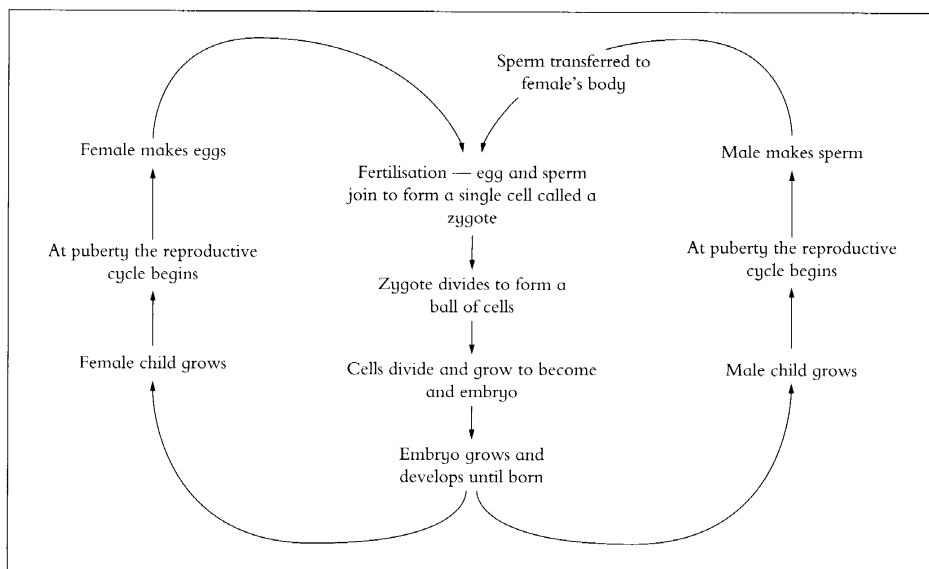 Sperm transferred to
female's body
Female makes eggs
Male makes sperm
Fertilisation — egg and sperm
join to form a single cell called a
zygote
At puberty the reproductive
cycle begins
At puberty the reproductive
cycle begins
Zygote divides to form a
ball of cells
Female child grows
Cells divide and grow to become
and embryo
Male child grows
Embryo grows and
develops until born